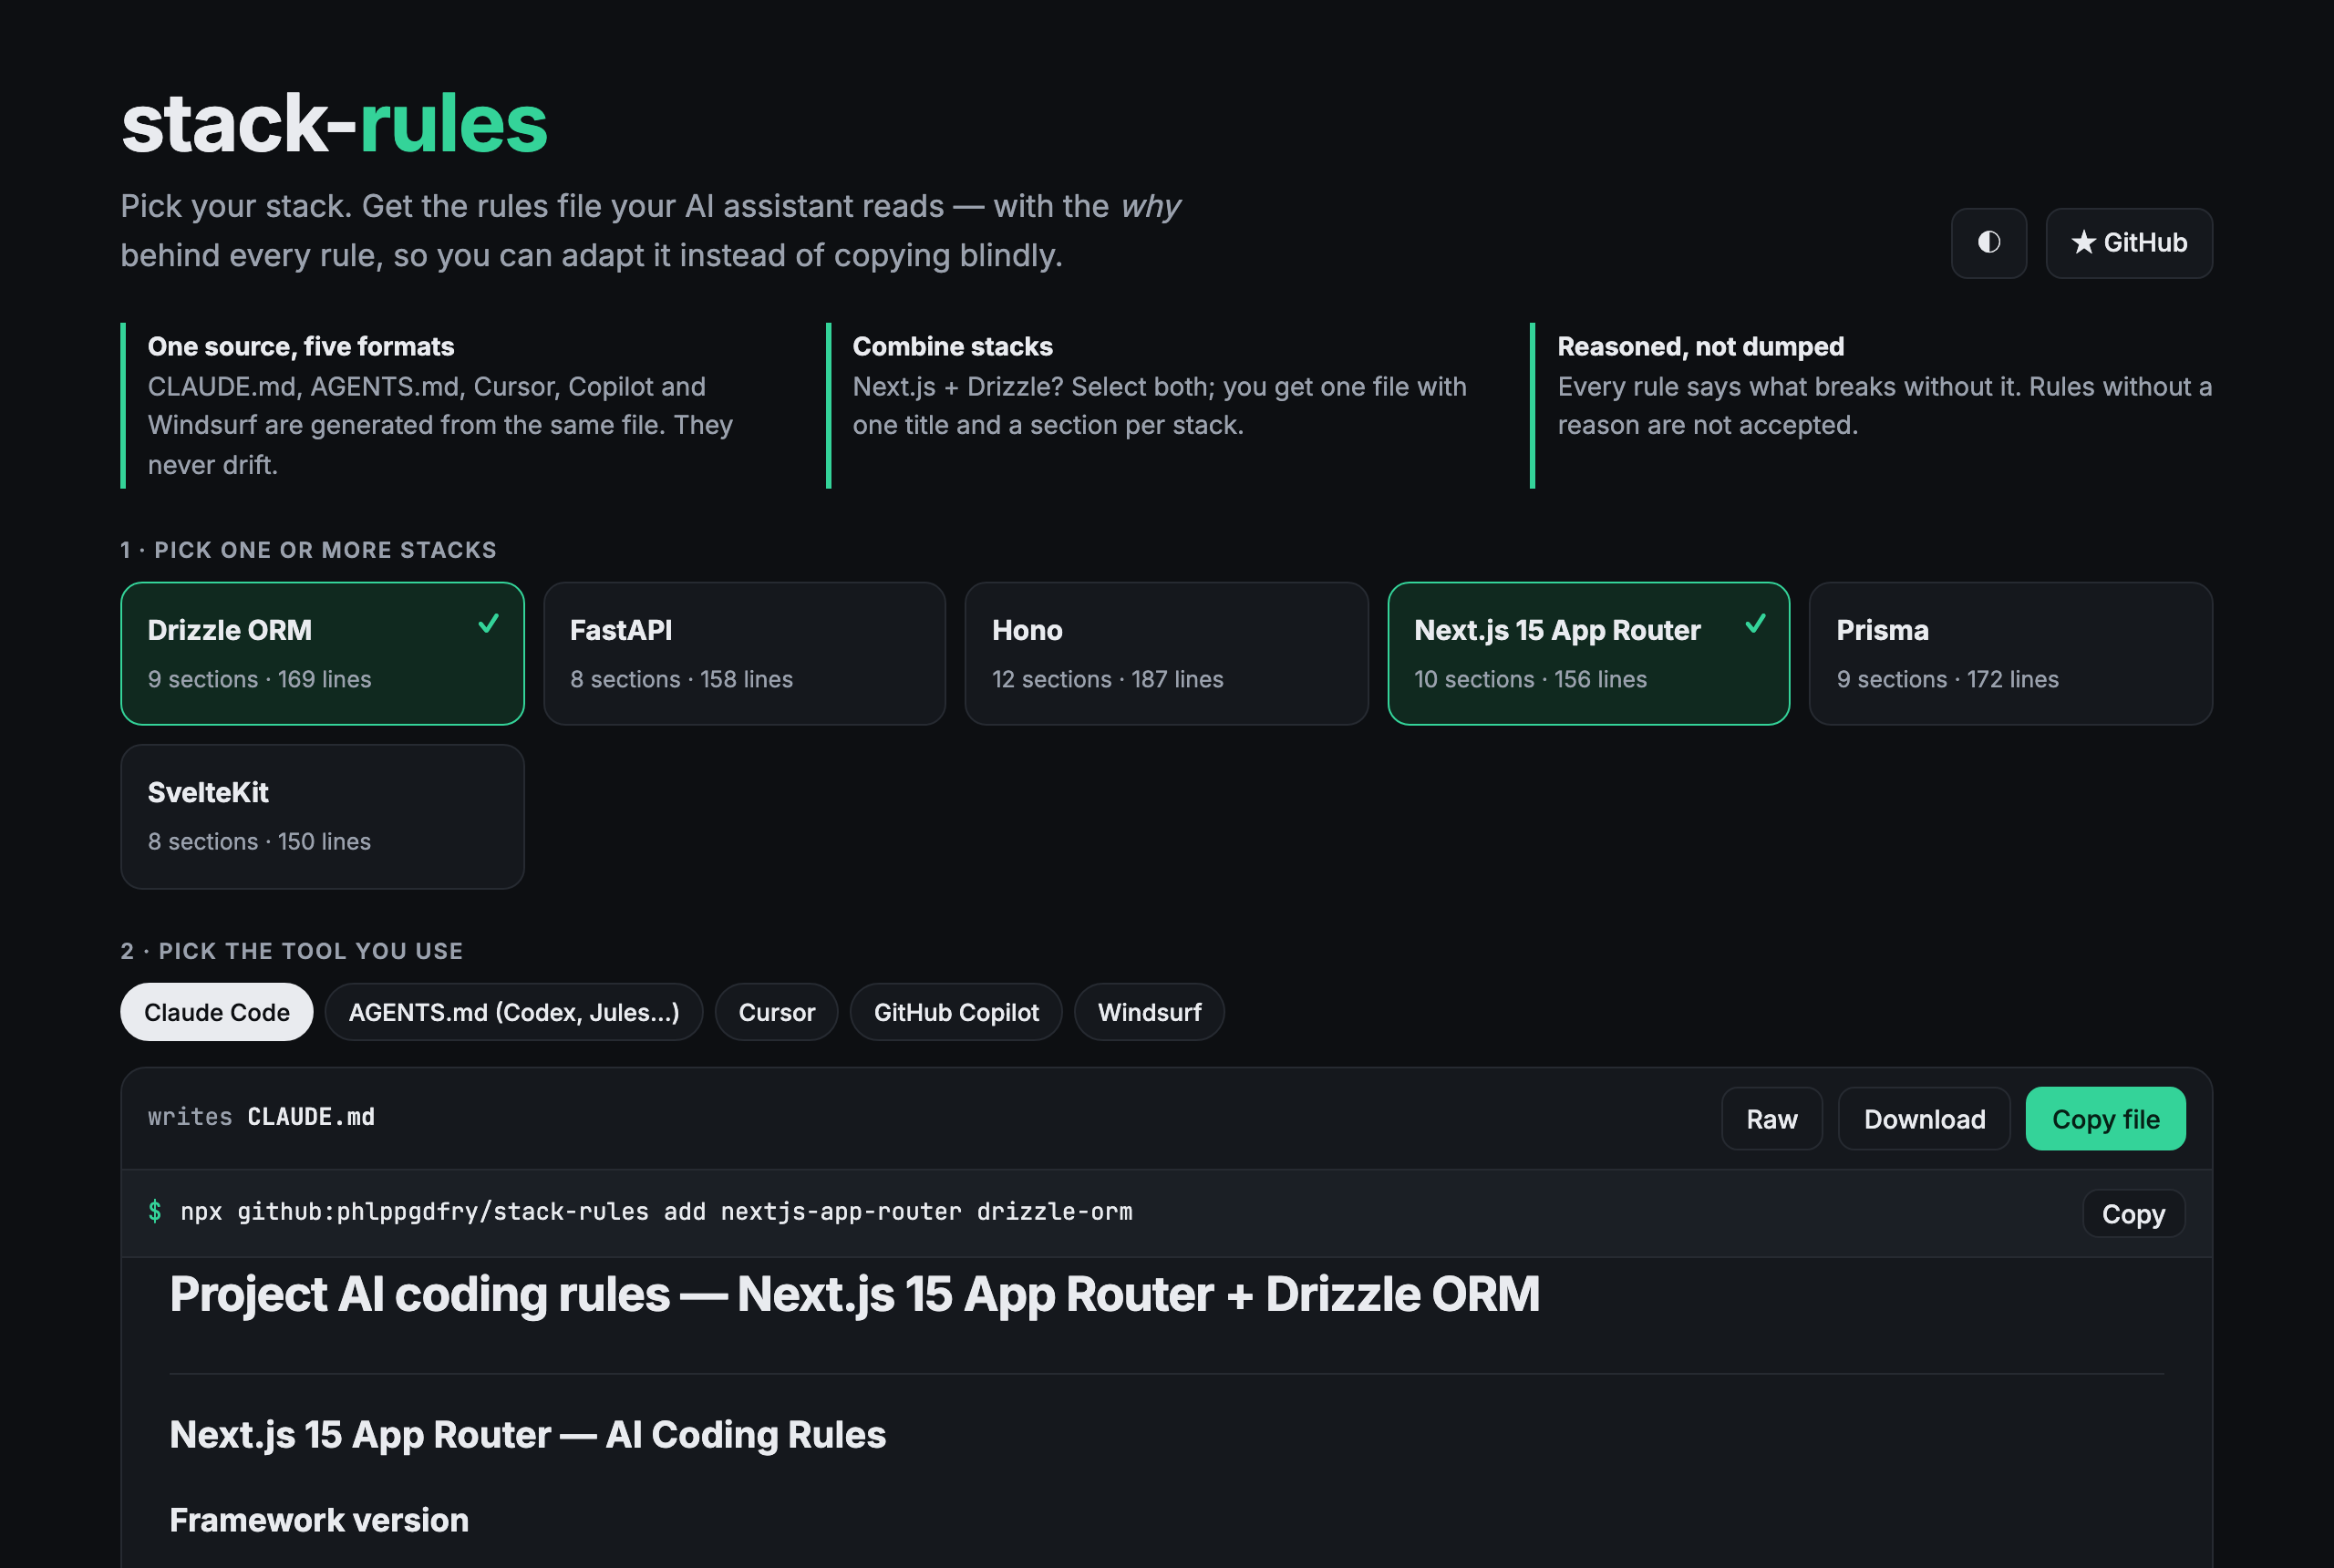 stack-rules
Pick your stack. Get the rules file your AI assistant reads — with the why
behind every rule, so you can adapt it instead of copying blindly.
★ GitHub
One source, five formats
CLAUDE.md, AGENTS.md, Cursor, Copilot and
Windsurf are generated from the same file. They
never drift.
Combine stacks
Next.js + Drizzle? Select both; you get one file with
one title and a section per stack.
Reasoned, not dumped
Every rule says what breaks without it. Rules without a
reason are not accepted.
1 · PICK ONE OR MORE STACKS
Drizzle ORM ✓
9 sections · 169 lines
FastAPI
8 sections · 158 lines
Hono
12 sections · 187 lines
Next.js 15 App Router ✓
10 sections · 156 lines
Prisma
9 sections · 172 lines
SvelteKit
8 sections · 150 lines
2 · PICK THE TOOL YOU USE
Claude Code
AGENTS.md (Codex, Jules…)
Cursor
GitHub Copilot
Windsurf
writes CLAUDE.md
Raw
Download
Copy file
$ npx github:phlppgdfry/stack-rules add nextjs-app-router drizzle-orm
Copy
Project AI coding rules — Next.js 15 App Router + Drizzle ORM
Next.js 15 App Router — AI Coding Rules
Framework version